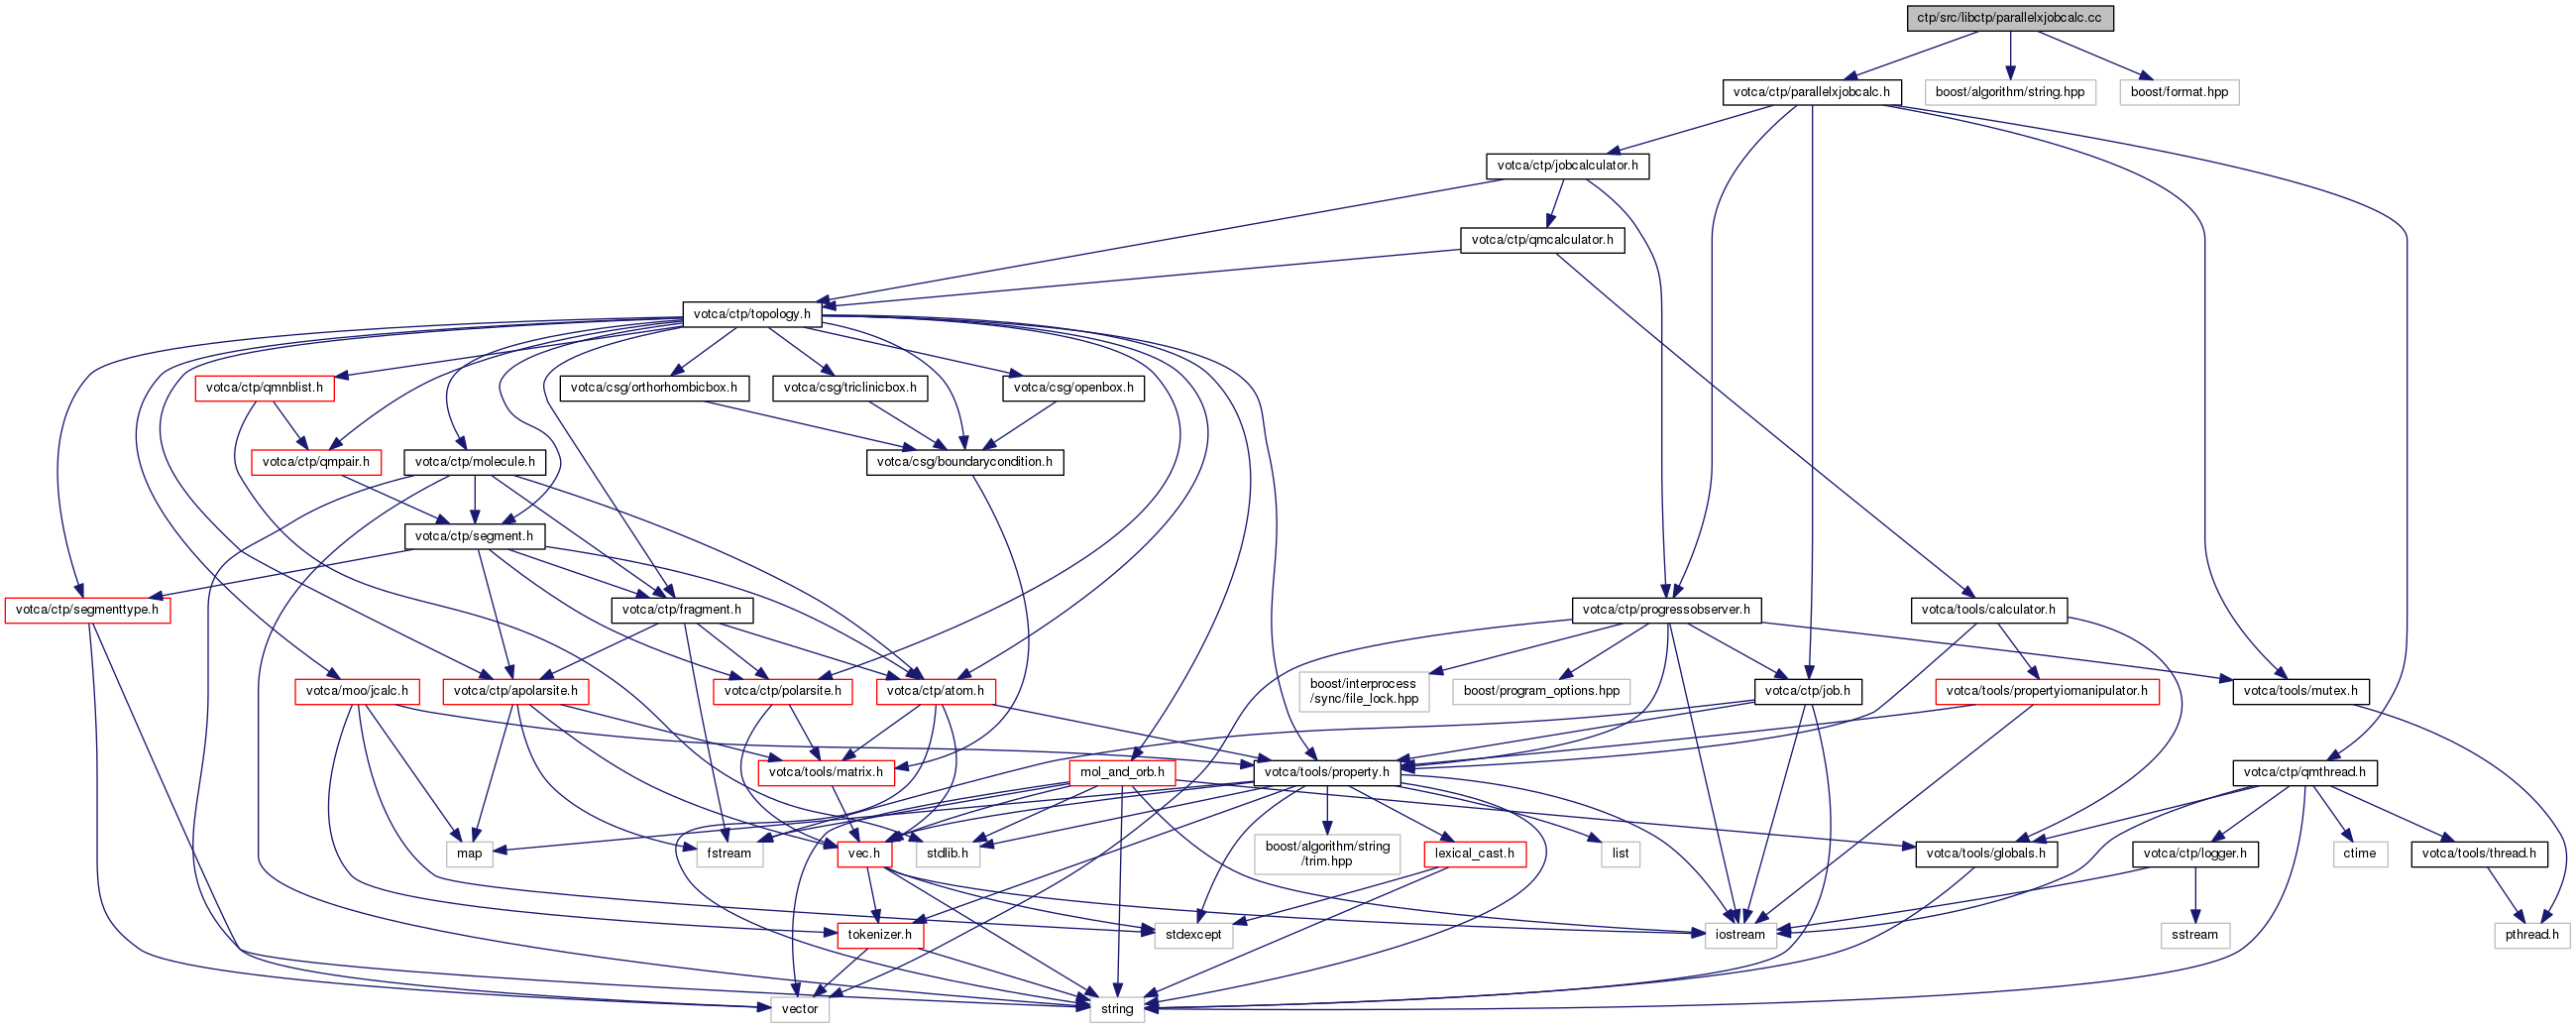 ctp/src/libctp/parallelxjobcalc.cc
votca/ctp/parallelxjobcalc.h
boost/algorithm/string.hpp
boost/format.hpp
votca/ctp/jobcalculator.h
votca/ctp/qmcalculator.h
votca/ctp/topology.h
votca/ctp/qmnblist.h
votca/csg/orthorhombicbox.h
votca/csg/triclinicbox.h
votca/csg/openbox.h
votca/ctp/qmpair.h
votca/ctp/molecule.h
votca/csg/boundarycondition.h
votca/ctp/segment.h
votca/ctp/segmenttype.h
votca/ctp/fragment.h
votca/ctp/progressobserver.h
votca/tools/calculator.h
votca/moo/jcalc.h
votca/ctp/apolarsite.h
votca/ctp/polarsite.h
votca/ctp/atom.h
boost/interprocess
/sync/file_lock.hpp
boost/program_options.hpp
votca/ctp/job.h
votca/tools/propertyiomanipulator.h
votca/tools/mutex.h
votca/tools/matrix.h
mol_and_orb.h
votca/tools/property.h
votca/ctp/qmthread.h
map
fstream
vec.h
stdlib.h
boost/algorithm/string
/trim.hpp
lexical_cast.h
list
votca/tools/globals.h
votca/ctp/logger.h
ctime
votca/tools/thread.h
tokenizer.h
stdexcept
iostream
sstream
pthread.h
vector
string